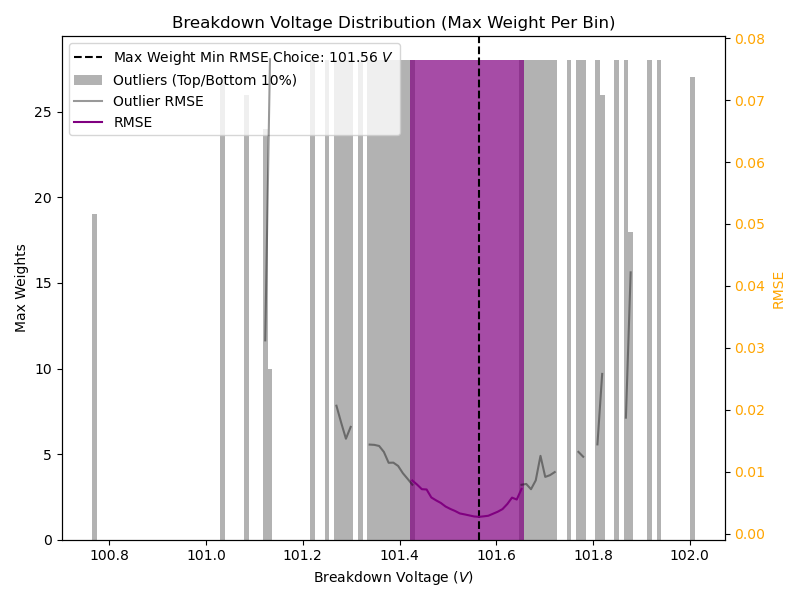 Breakdown Voltage Distribution (Max Weight Per Bin)
Max Weight Min RMSE Choice: 101.56 V
Outliers (Top/Bottom 10%)
Outlier RMSE
RMSE
Max Weights
25
20
15
10
5
0
0.08
0.07
0.06
0.05
0.04
0.03
0.02
0.01
0.00
RMSE
100.8 101.0 101.2 101.4 101.6 101.8 102.0
Breakdown Voltage (V)